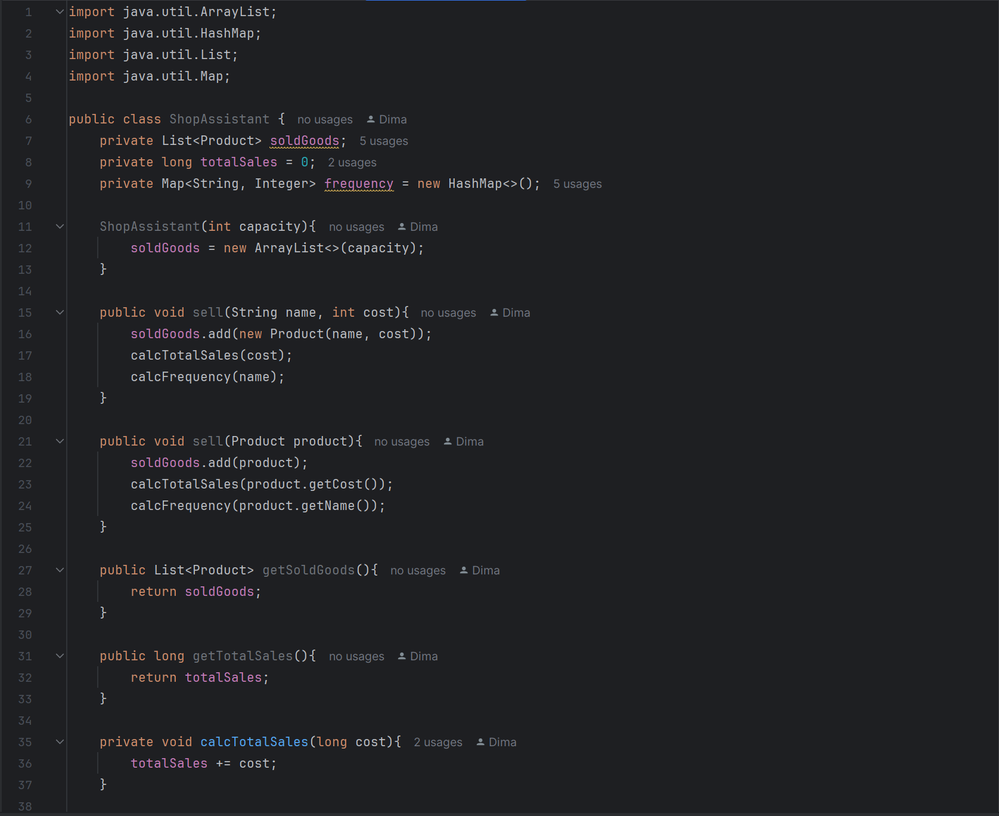 1 import java.util.ArrayList;
2 import java.util.HashMap;
3 import java.util.List;
4 import java.util.Map;
5
6 public class ShopAssistant { no usages Dima
7     private List<Product> soldGoods; 5 usages
8     private long totalSales = 0; 2 usages
9     private Map<String, Integer> frequency = new HashMap<>(); 5 usages
10
11     ShopAssistant(int capacity){ no usages Dima
12         soldGoods = new ArrayList<>(capacity);
13     }
14
15     public void sell(String name, int cost){ no usages Dima
16         soldGoods.add(new Product(name, cost));
17         calcTotalSales(cost);
18         calcFrequency(name);
19     }
20
21     public void sell(Product product){ no usages Dima
22         soldGoods.add(product);
23         calcTotalSales(product.getCost());
24         calcFrequency(product.getName());
25     }
26
27     public List<Product> getSoldGoods(){ no usages Dima
28         return soldGoods;
29     }
30
31     public long getTotalSales(){ no usages Dima
32         return totalSales;
33     }
34
35     private void calcTotalSales(long cost){ 2 usages Dima
36         totalSales += cost;
37     }
38